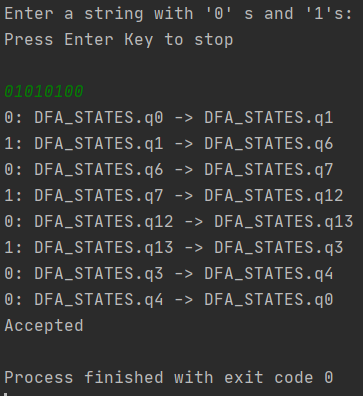 Enter a string with '0' s and '1's:
Press Enter Key to stop
01010100
0: DFA_STATES.q0 -> DFA_STATES.q1
1: DFA_STATES.q1 -> DFA_STATES.q6
0: DFA_STATES.q6 -> DFA_STATES.q7
1: DFA_STATES.q7 -> DFA_STATES.q12
0: DFA_STATES.q12 -> DFA_STATES.q13
1: DFA_STATES.q13 -> DFA_STATES.q3
0: DFA_STATES.q3 -> DFA_STATES.q4
0: DFA_STATES.q4 -> DFA_STATES.q0
Accepted
Process finished with exit code 0